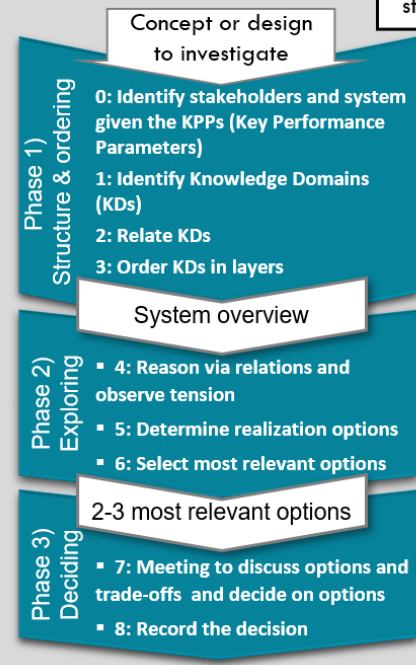 st
Concept or design
to investigate
Phase 1)
Structure & ordering
0: Identify stakeholders and system
given the KPPs (Key Performance
Parameters)
1: Identify Knowledge Domains
(KDs)
2: Relate KDs
3: Order KDs in layers
System overview
Phase 2)
Exploring
▪ 4: Reason via relations and
observe tension
▪ 5: Determine realization options
▪ 6: Select most relevant options
2-3 most relevant options
Phase 3)
Deciding
▪ 7: Meeting to discuss options and
trade-offs and decide on options
▪ 8: Record the decision